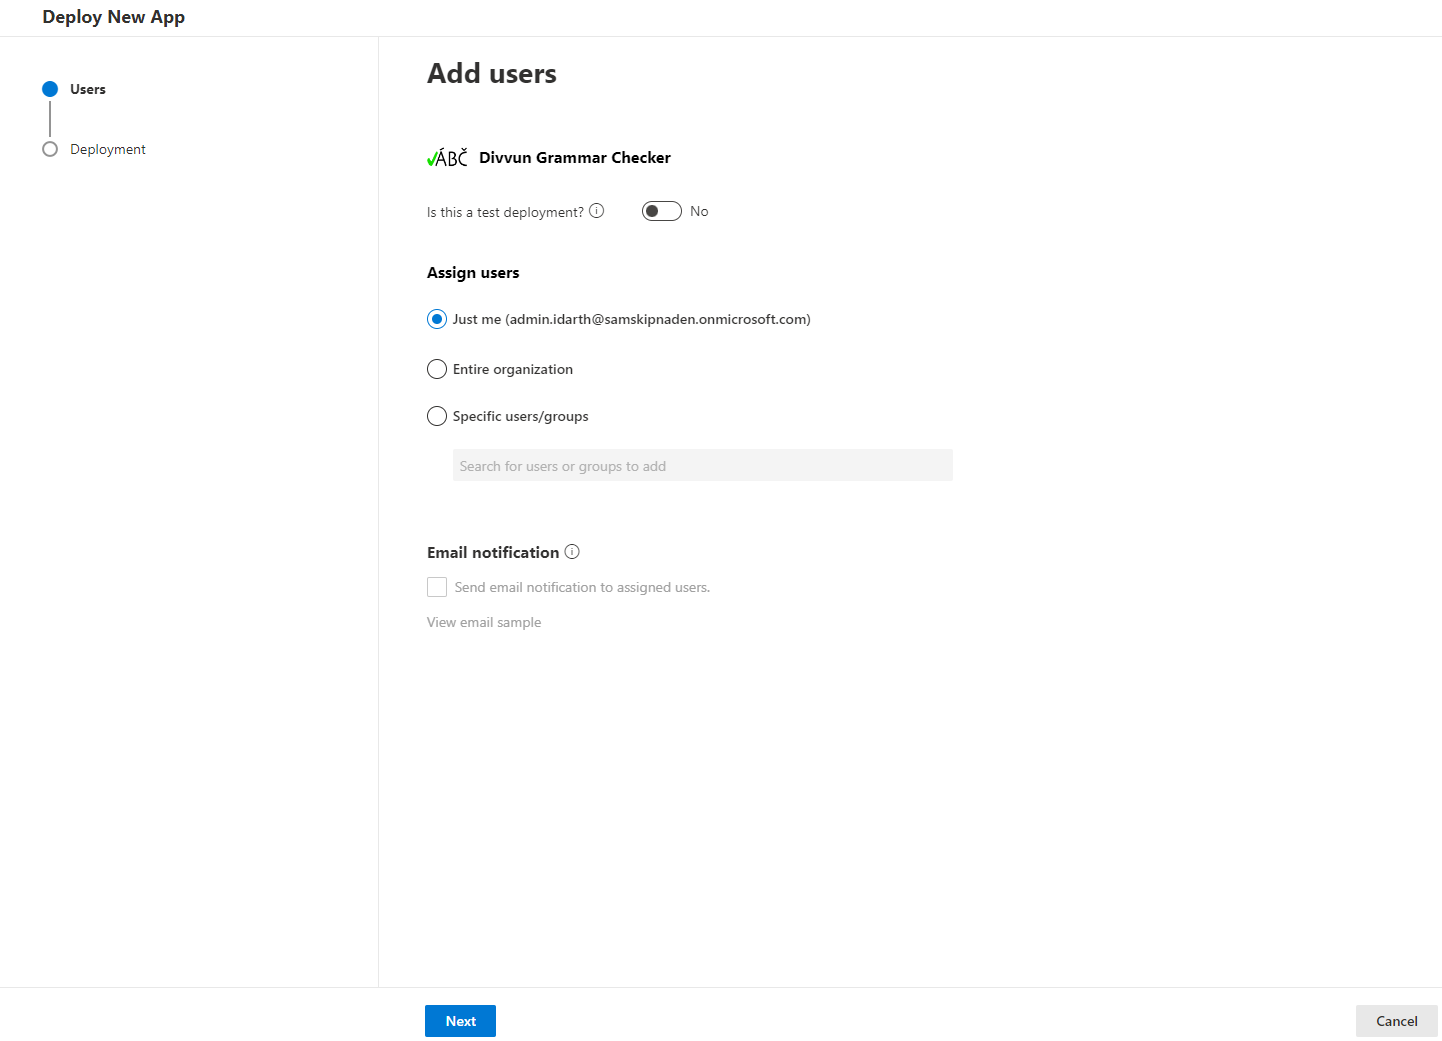 Deploy New App
Users
Deployment
Add users
ÁBČ Divvun Grammar Checker
Is this a test deployment? No
Assign users
Just me (admin.idarth@samskipnaden.onmicrosoft.com)
Entire organization
Specific users/groups
Search for users or groups to add
Email notification
Send email notification to assigned users.
View email sample
Next
Cancel